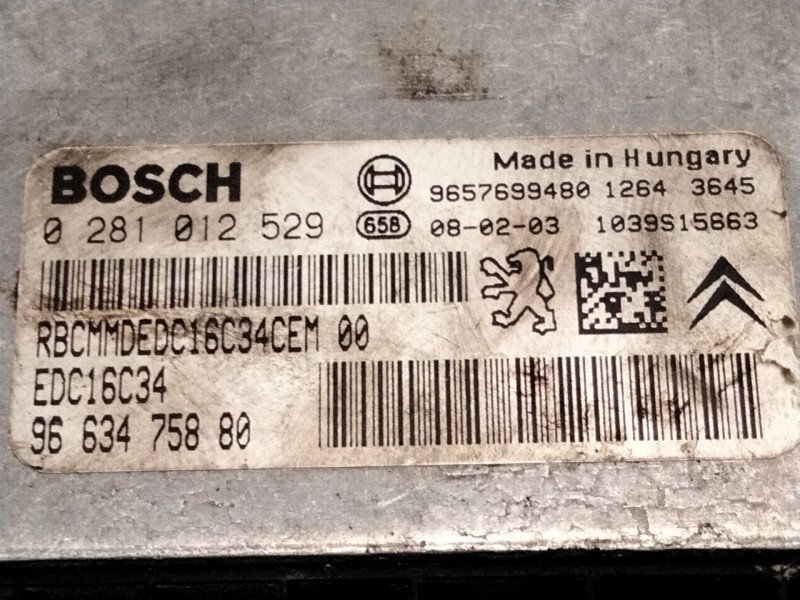 BOSCH
Made in Hungary
9657699480 1264 3645
0 281 012 529
658 08-02-03 1039S15663
RBCMMDEDC16C34CEM 00
EDC16C34
96 634 758 80